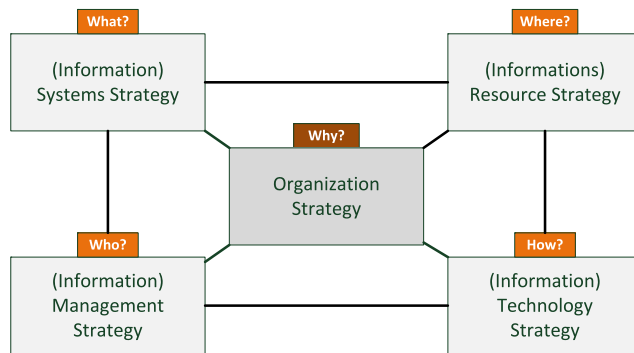 What?
(Information)
Systems Strategy
Where?
(Informations)
Resource Strategy
Why?
Organization
Strategy
Who?
(Information)
Management
Strategy
How?
(Information)
Technology
Strategy